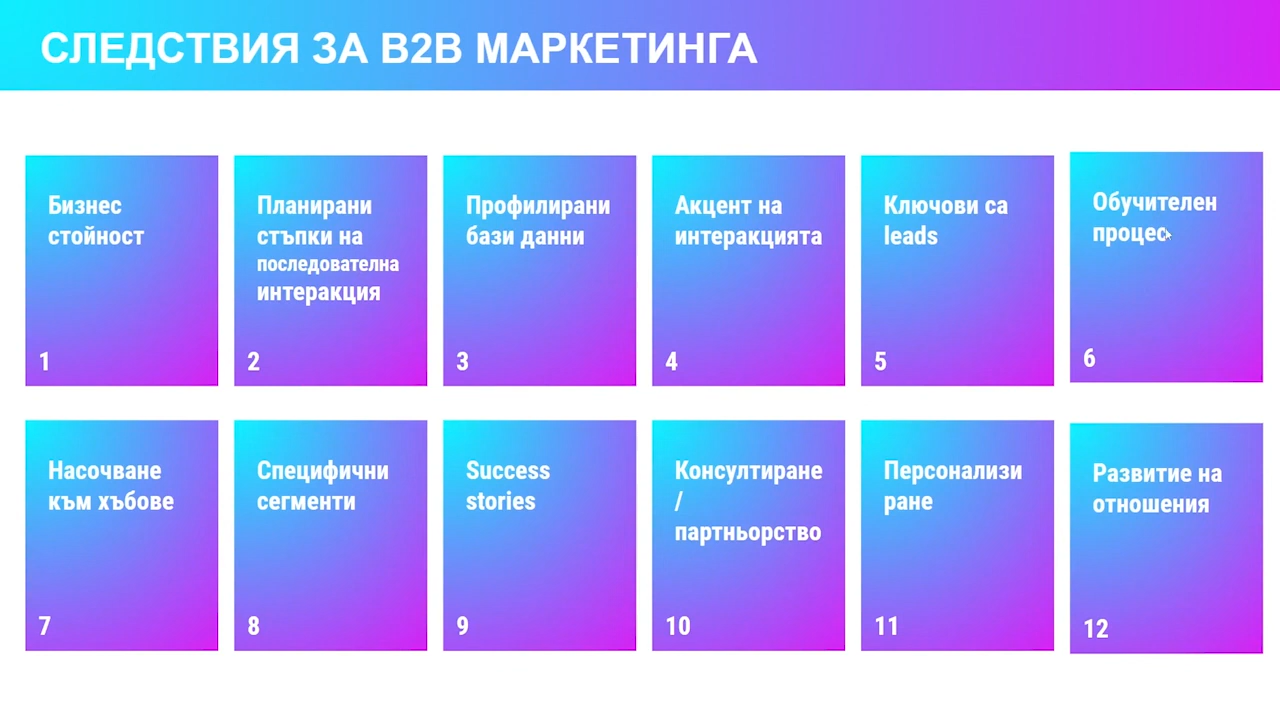 СЛЕДСТВИЯ ЗА B2B МАРКЕТИНГА
Бизнес
стойност
1
Планирани
стъпки на
последователна
интеракция
2
Профилирани
бази данни
3
Акцент на
интеракцията
4
Ключови са
leads
5
Обучителен
процес
6
Насочване
към хъбове
7
Специфични
сегменти
8
Success
stories
9
Консултиране
/
партньорство
10
Персонализи
ране
11
Развитие на
отношения
12